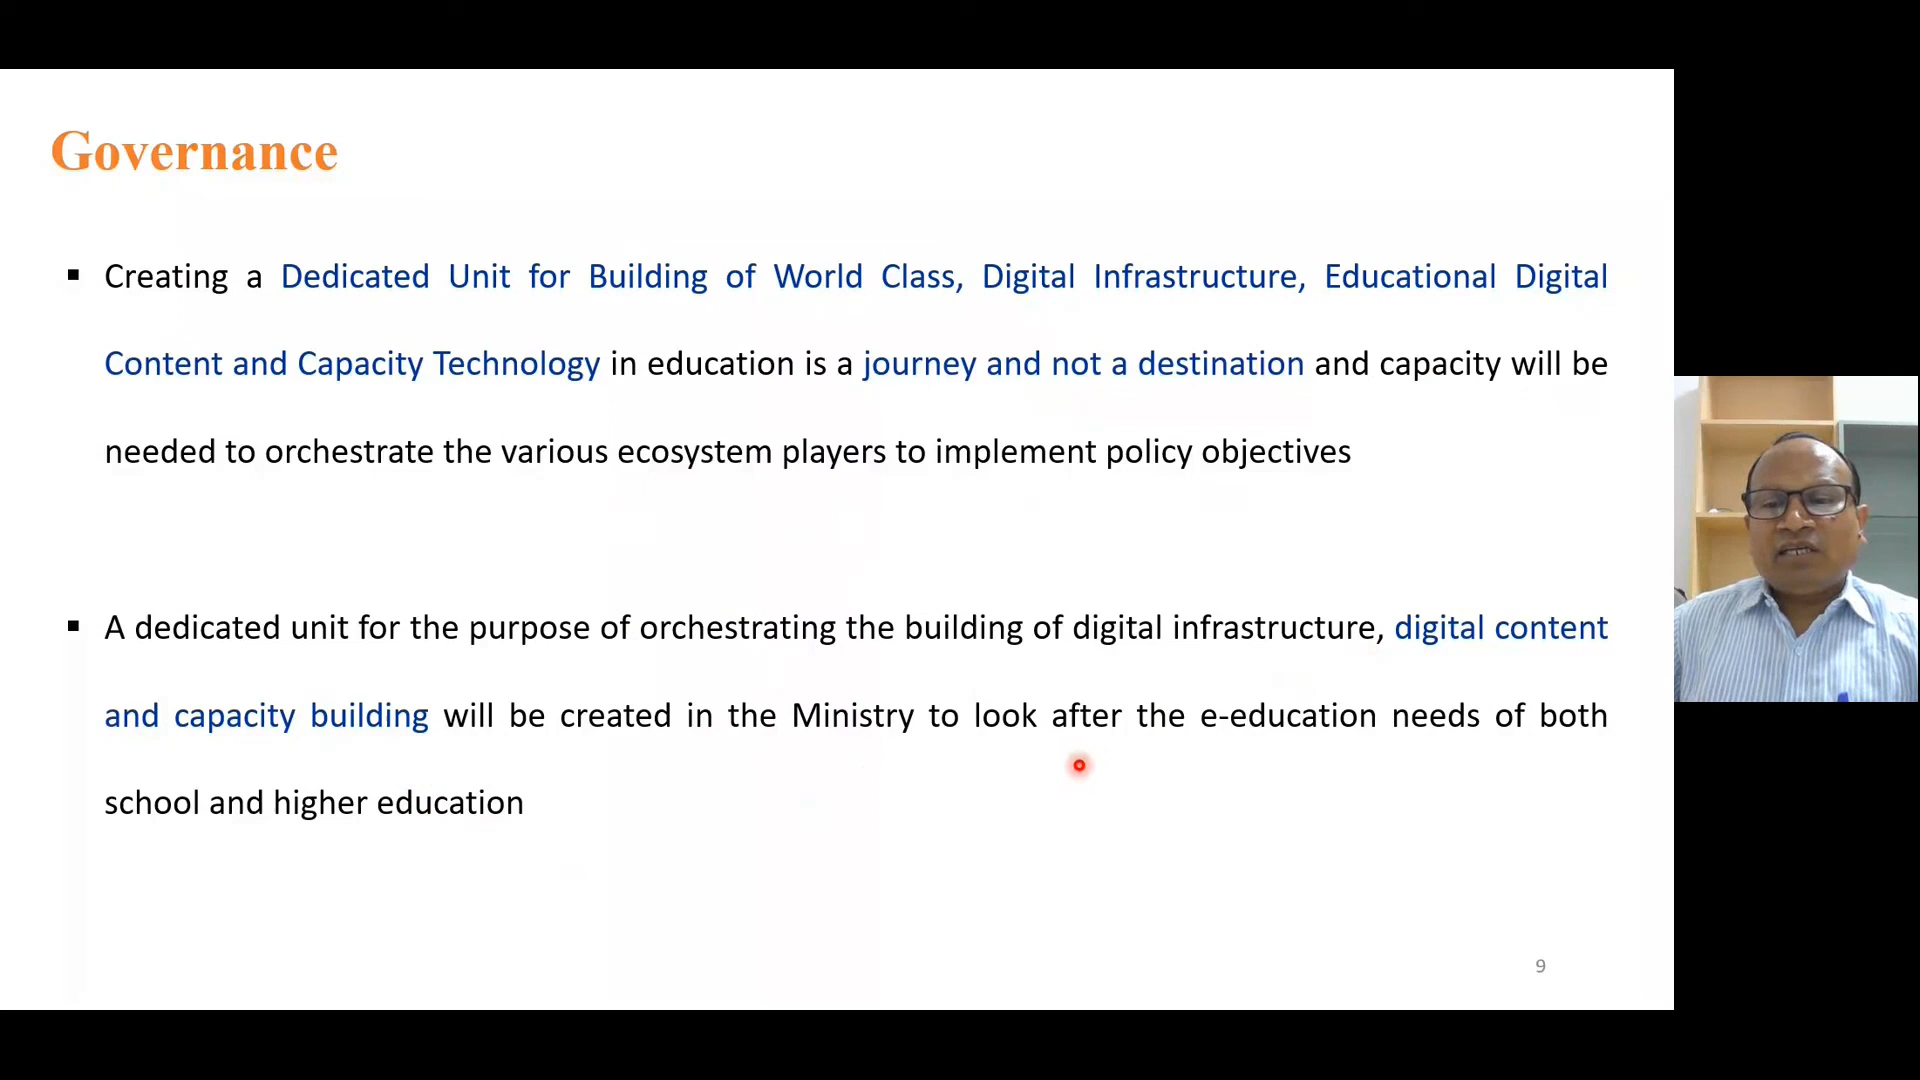 Governance
▪ Creating a Dedicated Unit for Building of World Class, Digital Infrastructure, Educational Digital
Content and Capacity Technology in education is a journey and not a destination and capacity will be
needed to orchestrate the various ecosystem players to implement policy objectives
▪ A dedicated unit for the purpose of orchestrating the building of digital infrastructure, digital content
and capacity building will be created in the Ministry to look after the e-education needs of both
school and higher education
9